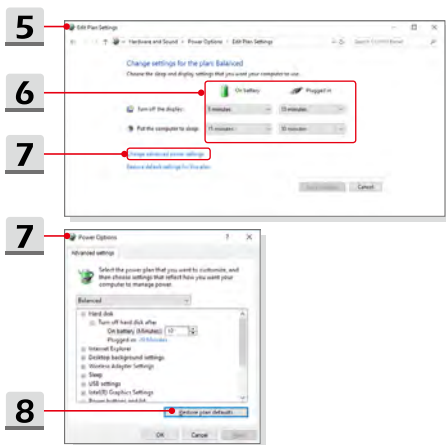 5
Edit Plan Settings
Hardware and Sound › Power Options › Edit Plan Settings
Change settings for the plan: Balanced
Choose the sleep and display settings that you want your computer to use.
6
On battery
Plugged in
Turn off the display:
5 minutes
10 minutes
Put the computer to sleep:
15 minutes
30 minutes
7
Change advanced power settings
Restore default settings for this plan
Cancel
7
Power Options
?
Advanced settings
Select the power plan that you want to customize, and
then choose settings that reflect how you want your
computer to manage power.
Balanced
Hard disk
Turn off hard disk after
On battery (Minutes):
Plugged in: 20 Minutes
Internet Explorer
Desktop background settings
Wireless Adapter Settings
Sleep
USB settings
Intel(R) Graphics Settings
Power buttons and lid
8
Restore plan defaults
OK
Cancel